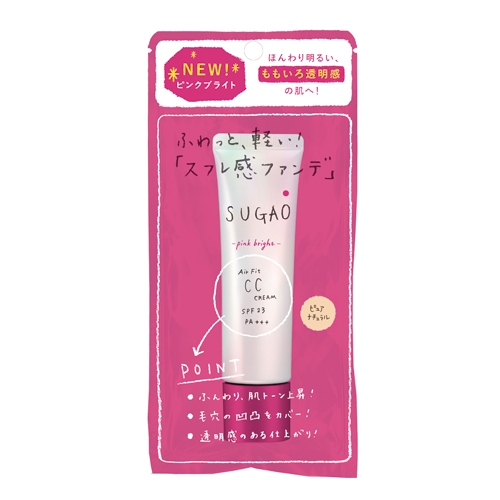 NEW!
ピンクブライト
ほんわり明るい、
ももいろ透明感
の肌へ!
ふわっと、軽い!
「スフレ感ファンデ」
SUGAO
~pink bright~
Air Fit
CC
CREAM
SPF 23
PA+++
ピュア
ナチュラル
POINT
● ふんわり、肌トーン上昇!
● 毛穴の凹凸をカバー!
● 透明感のある仕上がり!